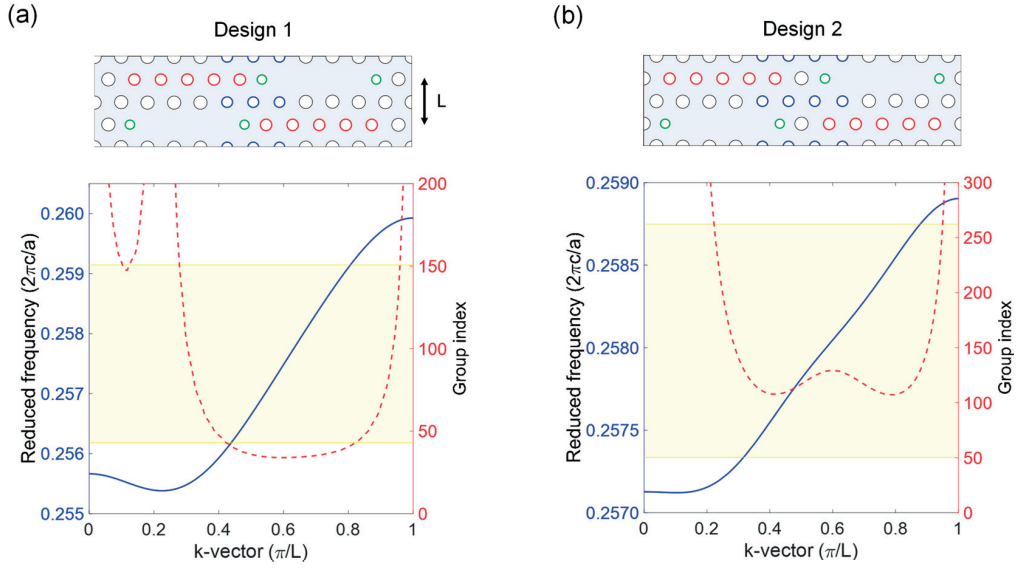 (a)
Design 1
L
Reduced frequency (2πc/a)
0.260
0.259
0.258
0.257
0.256
0.255
200
150
100
50
0
Group index
0 0.2 0.4 0.6 0.8 1
k-vector (π/L)
(b)
Design 2
Reduced frequency (2πc/a)
0.2590
0.2585
0.2580
0.2575
0.2570
300
250
200
150
100
50
0
Group index
0 0.2 0.4 0.6 0.8 1
k-vector (π/L)